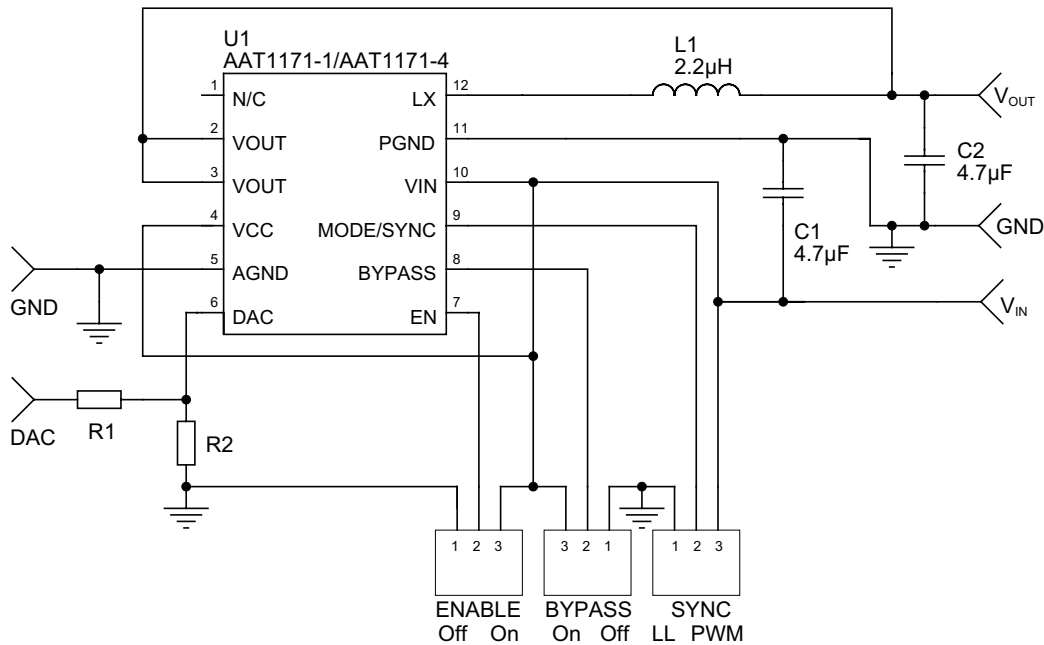 U1
AAT1171-1/AAT1171-4
L1
2.2µH
1
N/C
LX
12
VOUT
2
VOUT
PGND
11
3
VOUT
VIN
10
C2
4.7µF
4
VCC
MODE/SYNC
9
C1
4.7µF
GND
5
AGND
BYPASS
8
GND
6
DAC
EN
7
VIN
DAC
R1
R2
1 2 3
3 2 1
1 2 3
ENABLE
Off On
BYPASS
On Off
SYNC
LL PWM